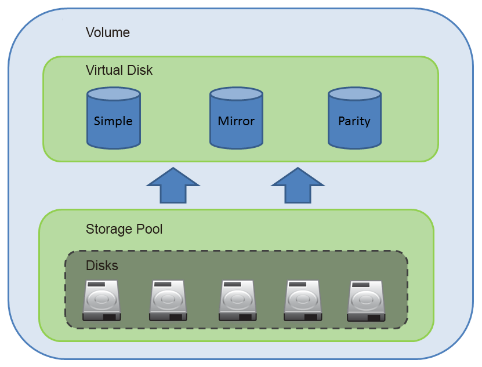 Volume
Virtual Disk
Simple
Mirror
Parity
Storage Pool
Disks